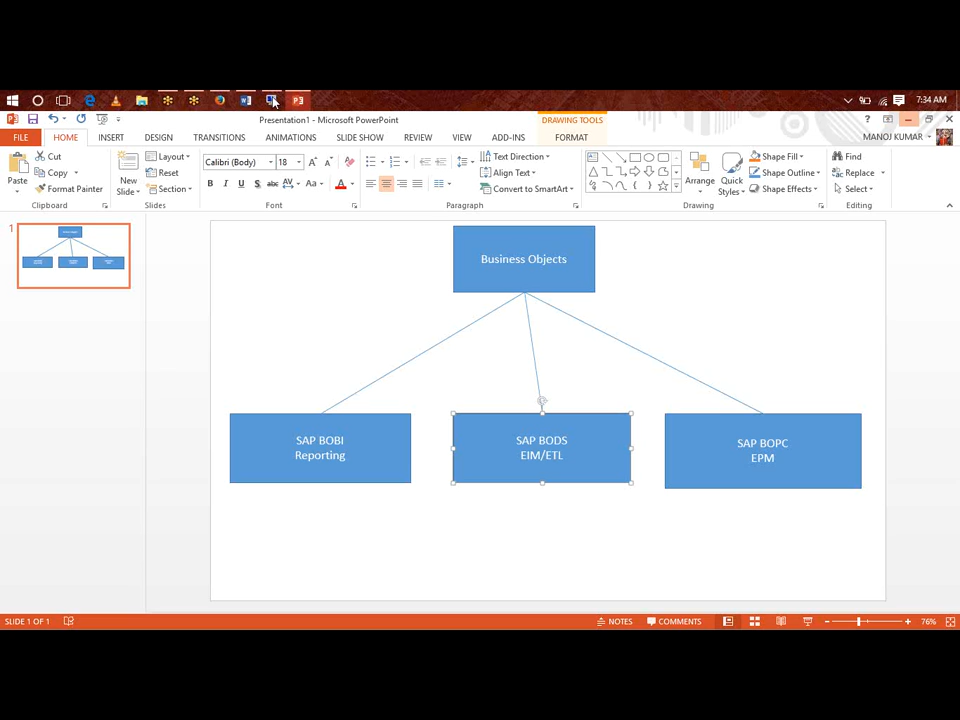 7:34 AM
Presentation1 - Microsoft PowerPoint
DRAWING TOOLS
?
FILE
HOME
INSERT
DESIGN
TRANSITIONS
ANIMATIONS
SLIDE SHOW
REVIEW
VIEW
ADD-INS
FORMAT
MANOJ KUMAR
Paste
Cut
Copy
Format Painter
Clipboard
New
Slide
Layout
Reset
Section
Slides
Calibri (Body)
18
B I U S abc AV Aa A
Font
Text Direction
Align Text
Convert to SmartArt
Paragraph
Arrange
Quick
Styles
Shape Fill
Shape Outline
Shape Effects
Drawing
Find
Replace
Select
Editing
1
Business Objects
SAP BOBI
Reporting
SAP BODS
EIM/ETL
SAP BOPC
EPM
SLIDE 1 OF 1
NOTES
COMMENTS
76%